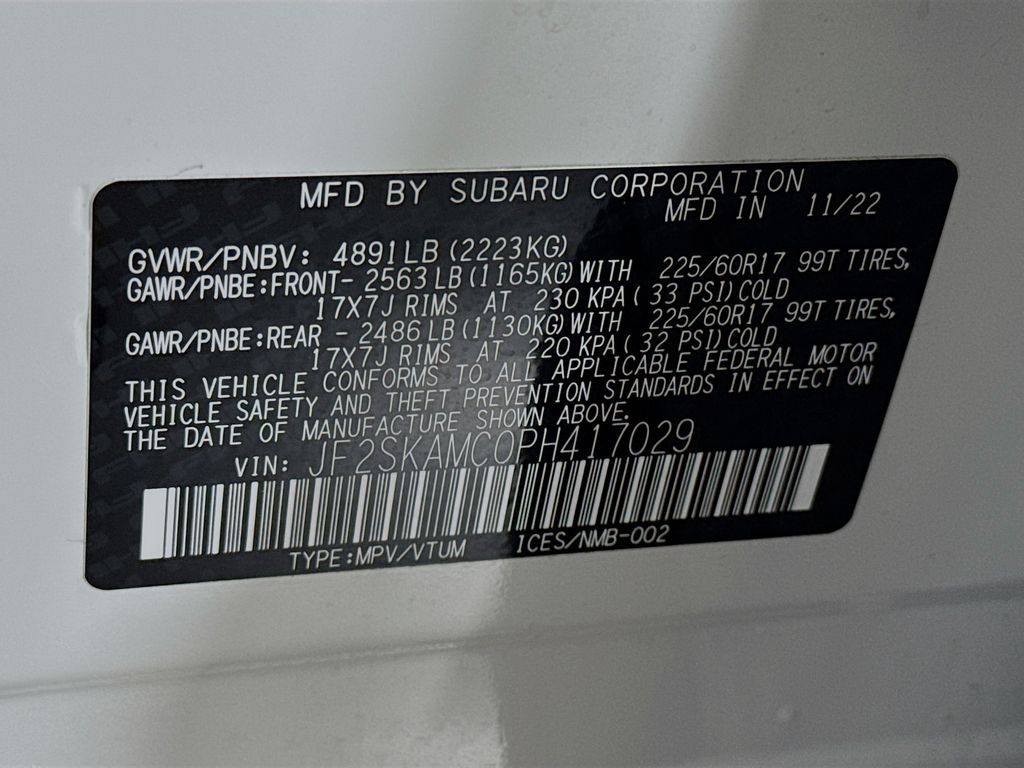 MFD BY SUBARU CORPORATION
MFD IN 11/22
GVWR/PNBV: 4891LB (2223KG)
GAWR/PNBE:FRONT- 2563 LB (1165KG) WITH 225/60R17 99T TIRES,
17X7J RIMS AT 230 KPA ( 33 PSI) COLD
GAWR/PNBE:REAR - 2486 LB (1130KG) WITH 225/60R17 99T TIRES,
17X7J RIMS AT 220 KPA ( 32 PSI) COLD
THIS VEHICLE CONFORMS TO ALL APPLICABLE FEDERAL MOTOR
VEHICLE SAFETY AND THEFT PREVENTION STANDARDS IN EFFECT ON
THE DATE OF MANUFACTURE SHOWN ABOVE.
VIN: JF2SKAMC0PH417029
TYPE:MPV/VTUM ICES/NMB-002